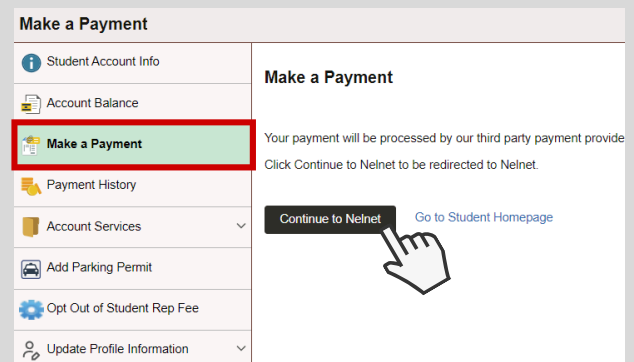 Make a Payment
Student Account Info
Account Balance
Make a Payment
Payment History
Account Services
Add Parking Permit
Opt Out of Student Rep Fee
Update Profile Information
Make a Payment
Your payment will be processed by our third party payment provide
Click Continue to Nelnet to be redirected to Nelnet.
Continue to Nelnet Go to Student Homepage